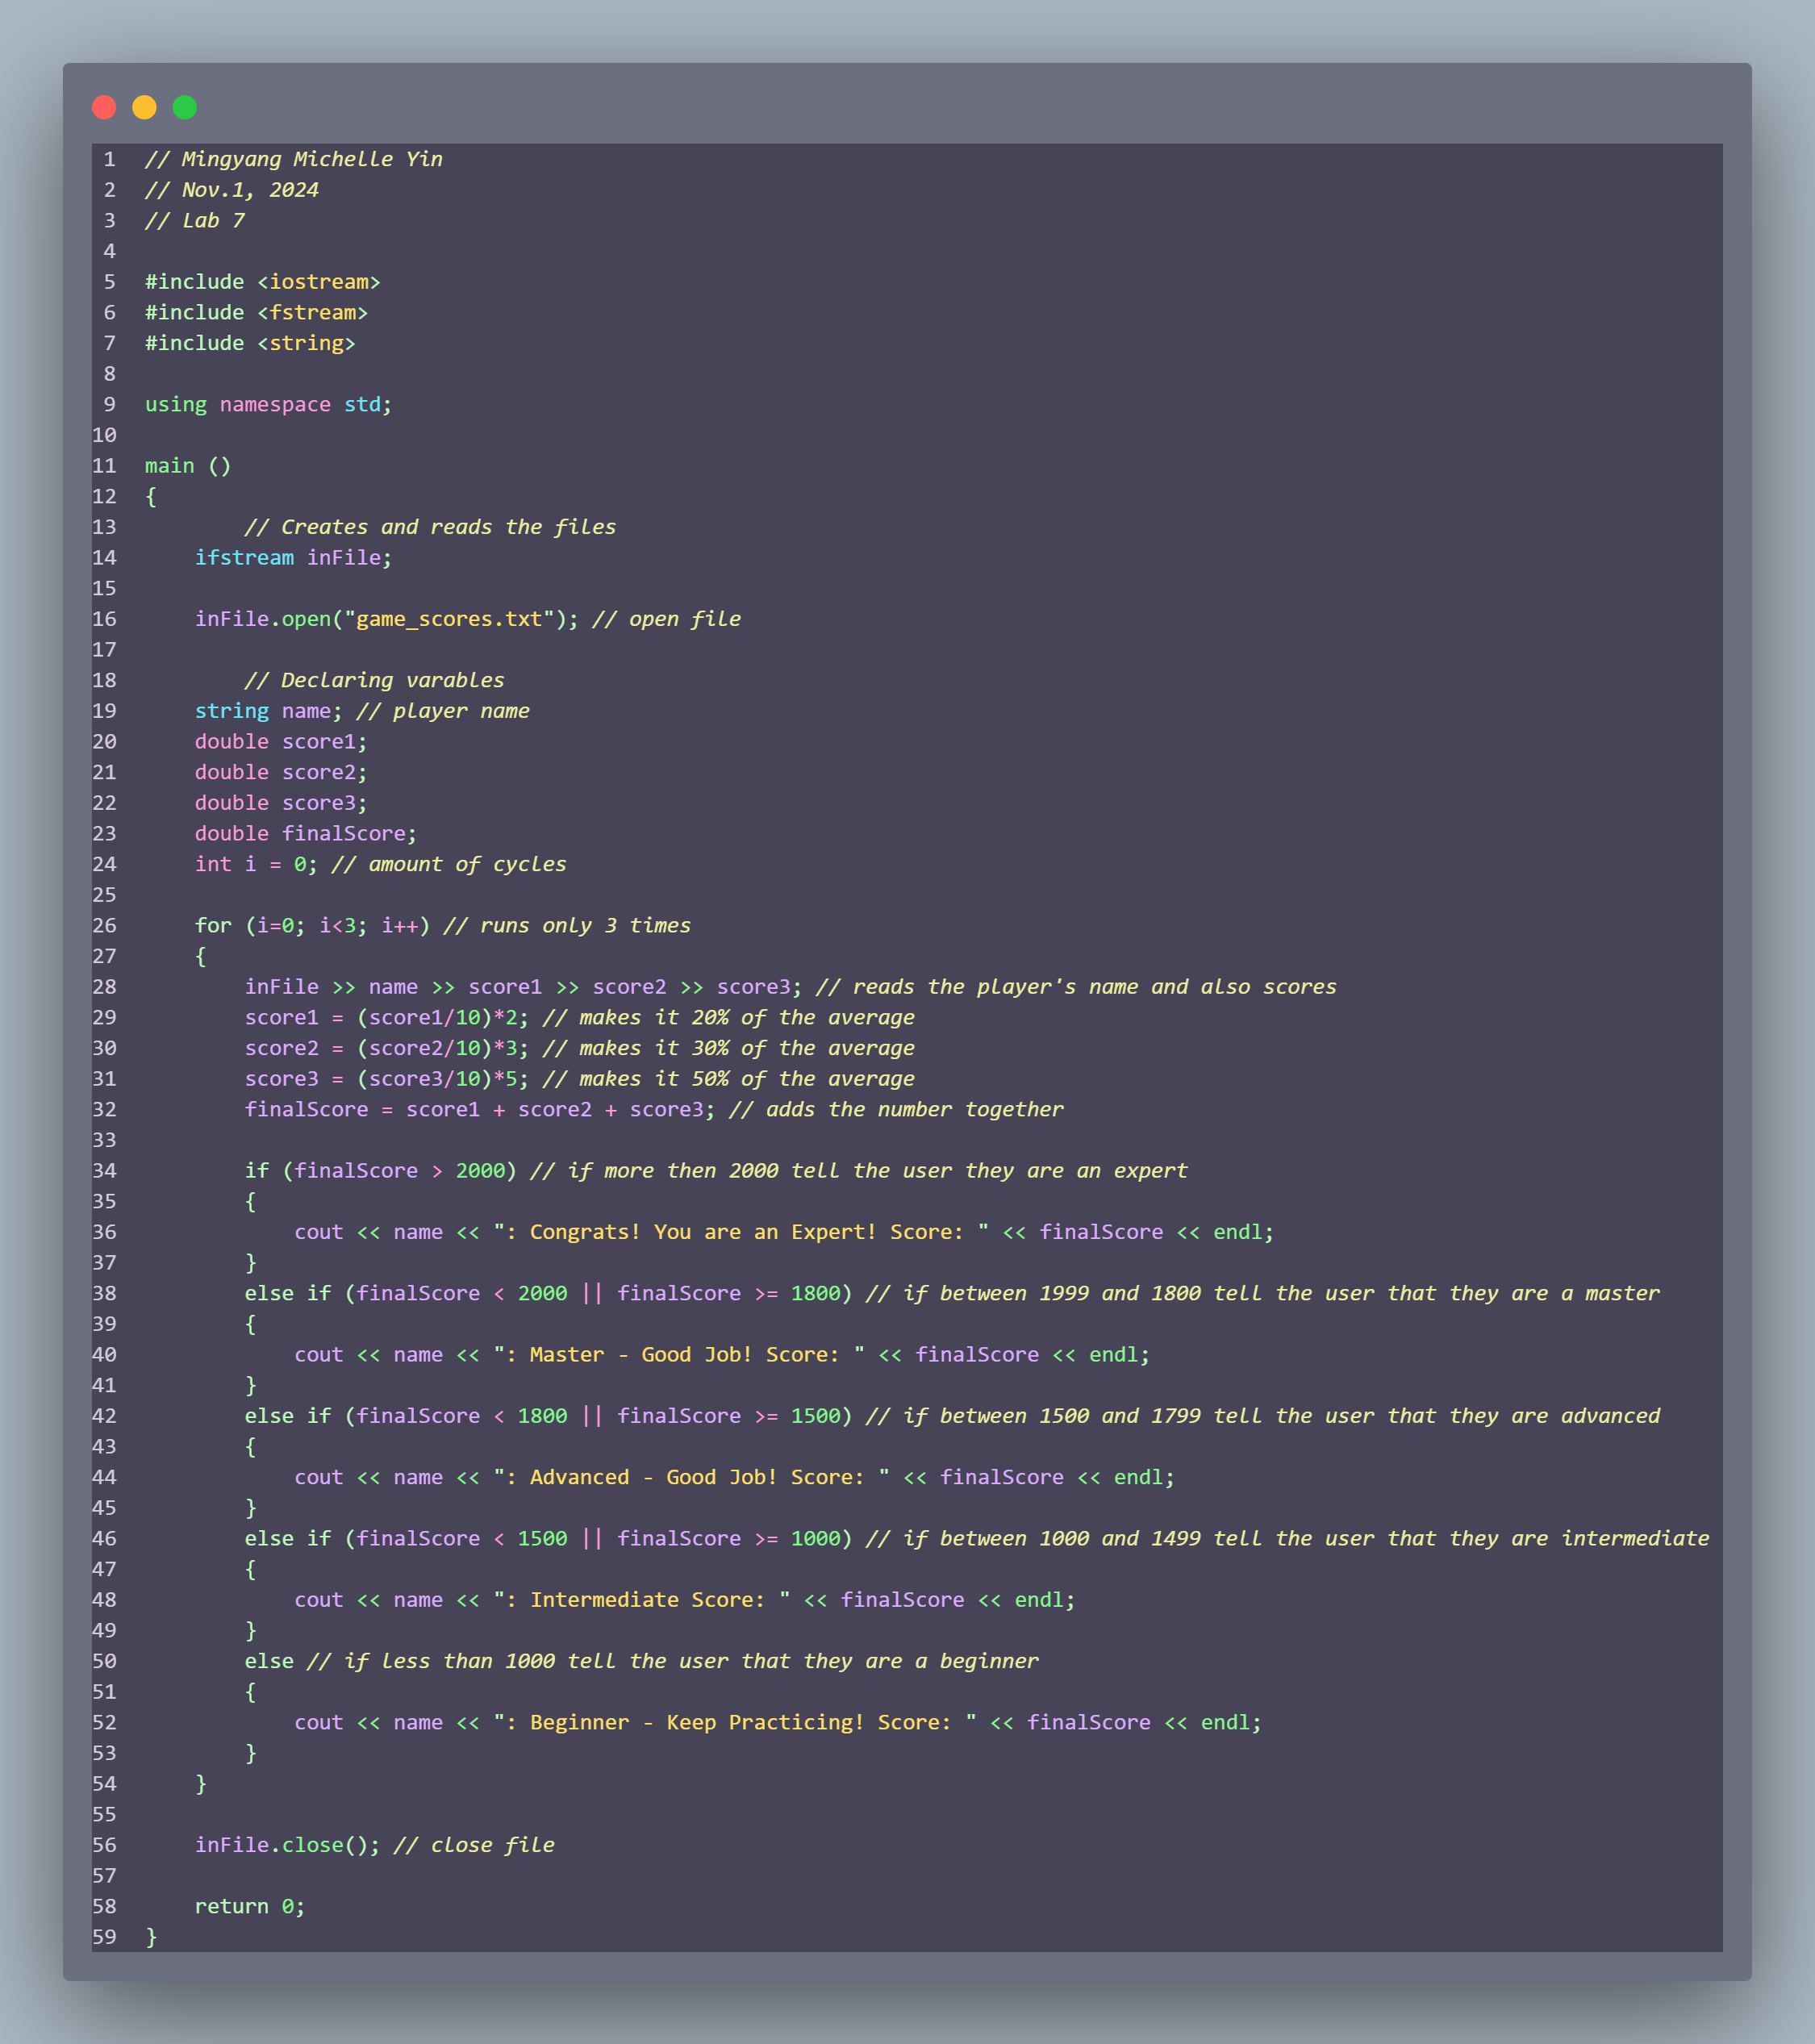 1 // Mingyang Michelle Yin
2 // Nov.1, 2024
3 // Lab 7
4
5 #include <iostream>
6 #include <fstream>
7 #include <string>
8
9 using namespace std;
10
11 main ()
12 {
13         // Creates and reads the files
14     ifstream inFile;
15
16     inFile.open("game_scores.txt"); // open file
17
18         // Declaring varables
19     string name; // player name
20     double score1;
21     double score2;
22     double score3;
23     double finalScore;
24     int i = 0; // amount of cycles
25
26     for (i=0; i<3; i++) // runs only 3 times
27     {
28         inFile >> name >> score1 >> score2 >> score3; // reads the player's name and also scores
29         score1 = (score1/10)*2; // makes it 20% of the average
30         score2 = (score2/10)*3; // makes it 30% of the average
31         score3 = (score3/10)*5; // makes it 50% of the average
32         finalScore = score1 + score2 + score3; // adds the number together
33
34         if (finalScore > 2000) // if more then 2000 tell the user they are an expert
35         {
36             cout << name << ": Congrats! You are an Expert! Score: " << finalScore << endl;
37         }
38         else if (finalScore < 2000 || finalScore >= 1800) // if between 1999 and 1800 tell the user that they are a master
39         {
40             cout << name << ": Master - Good Job! Score: " << finalScore << endl;
41         }
42         else if (finalScore < 1800 || finalScore >= 1500) // if between 1500 and 1799 tell the user that they are advanced
43         {
44             cout << name << ": Advanced - Good Job! Score: " << finalScore << endl;
45         }
46         else if (finalScore < 1500 || finalScore >= 1000) // if between 1000 and 1499 tell the user that they are intermediate
47         {
48             cout << name << ": Intermediate Score: " << finalScore << endl;
49         }
50         else // if less than 1000 tell the user that they are a beginner
51         {
52             cout << name << ": Beginner - Keep Practicing! Score: " << finalScore << endl;
53         }
54     }
55
56     inFile.close(); // close file
57
58     return 0;
59 }